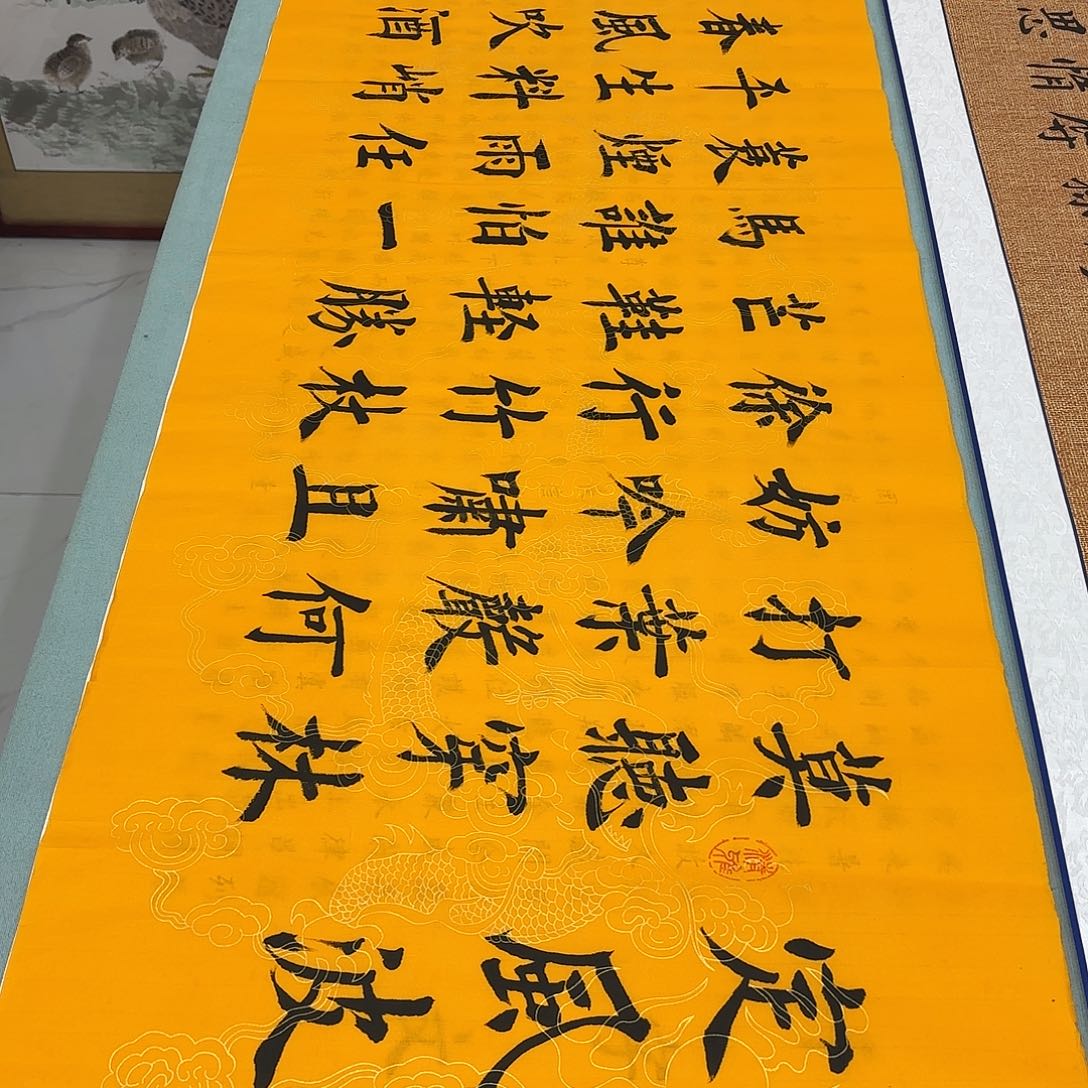 定風波
莫聽穿林
打葉聲何
妨吟嘯且
徐行竹杖
芒鞋輕勝
馬誰怕一
蓑煙雨任
平生料峭
春風吹酒